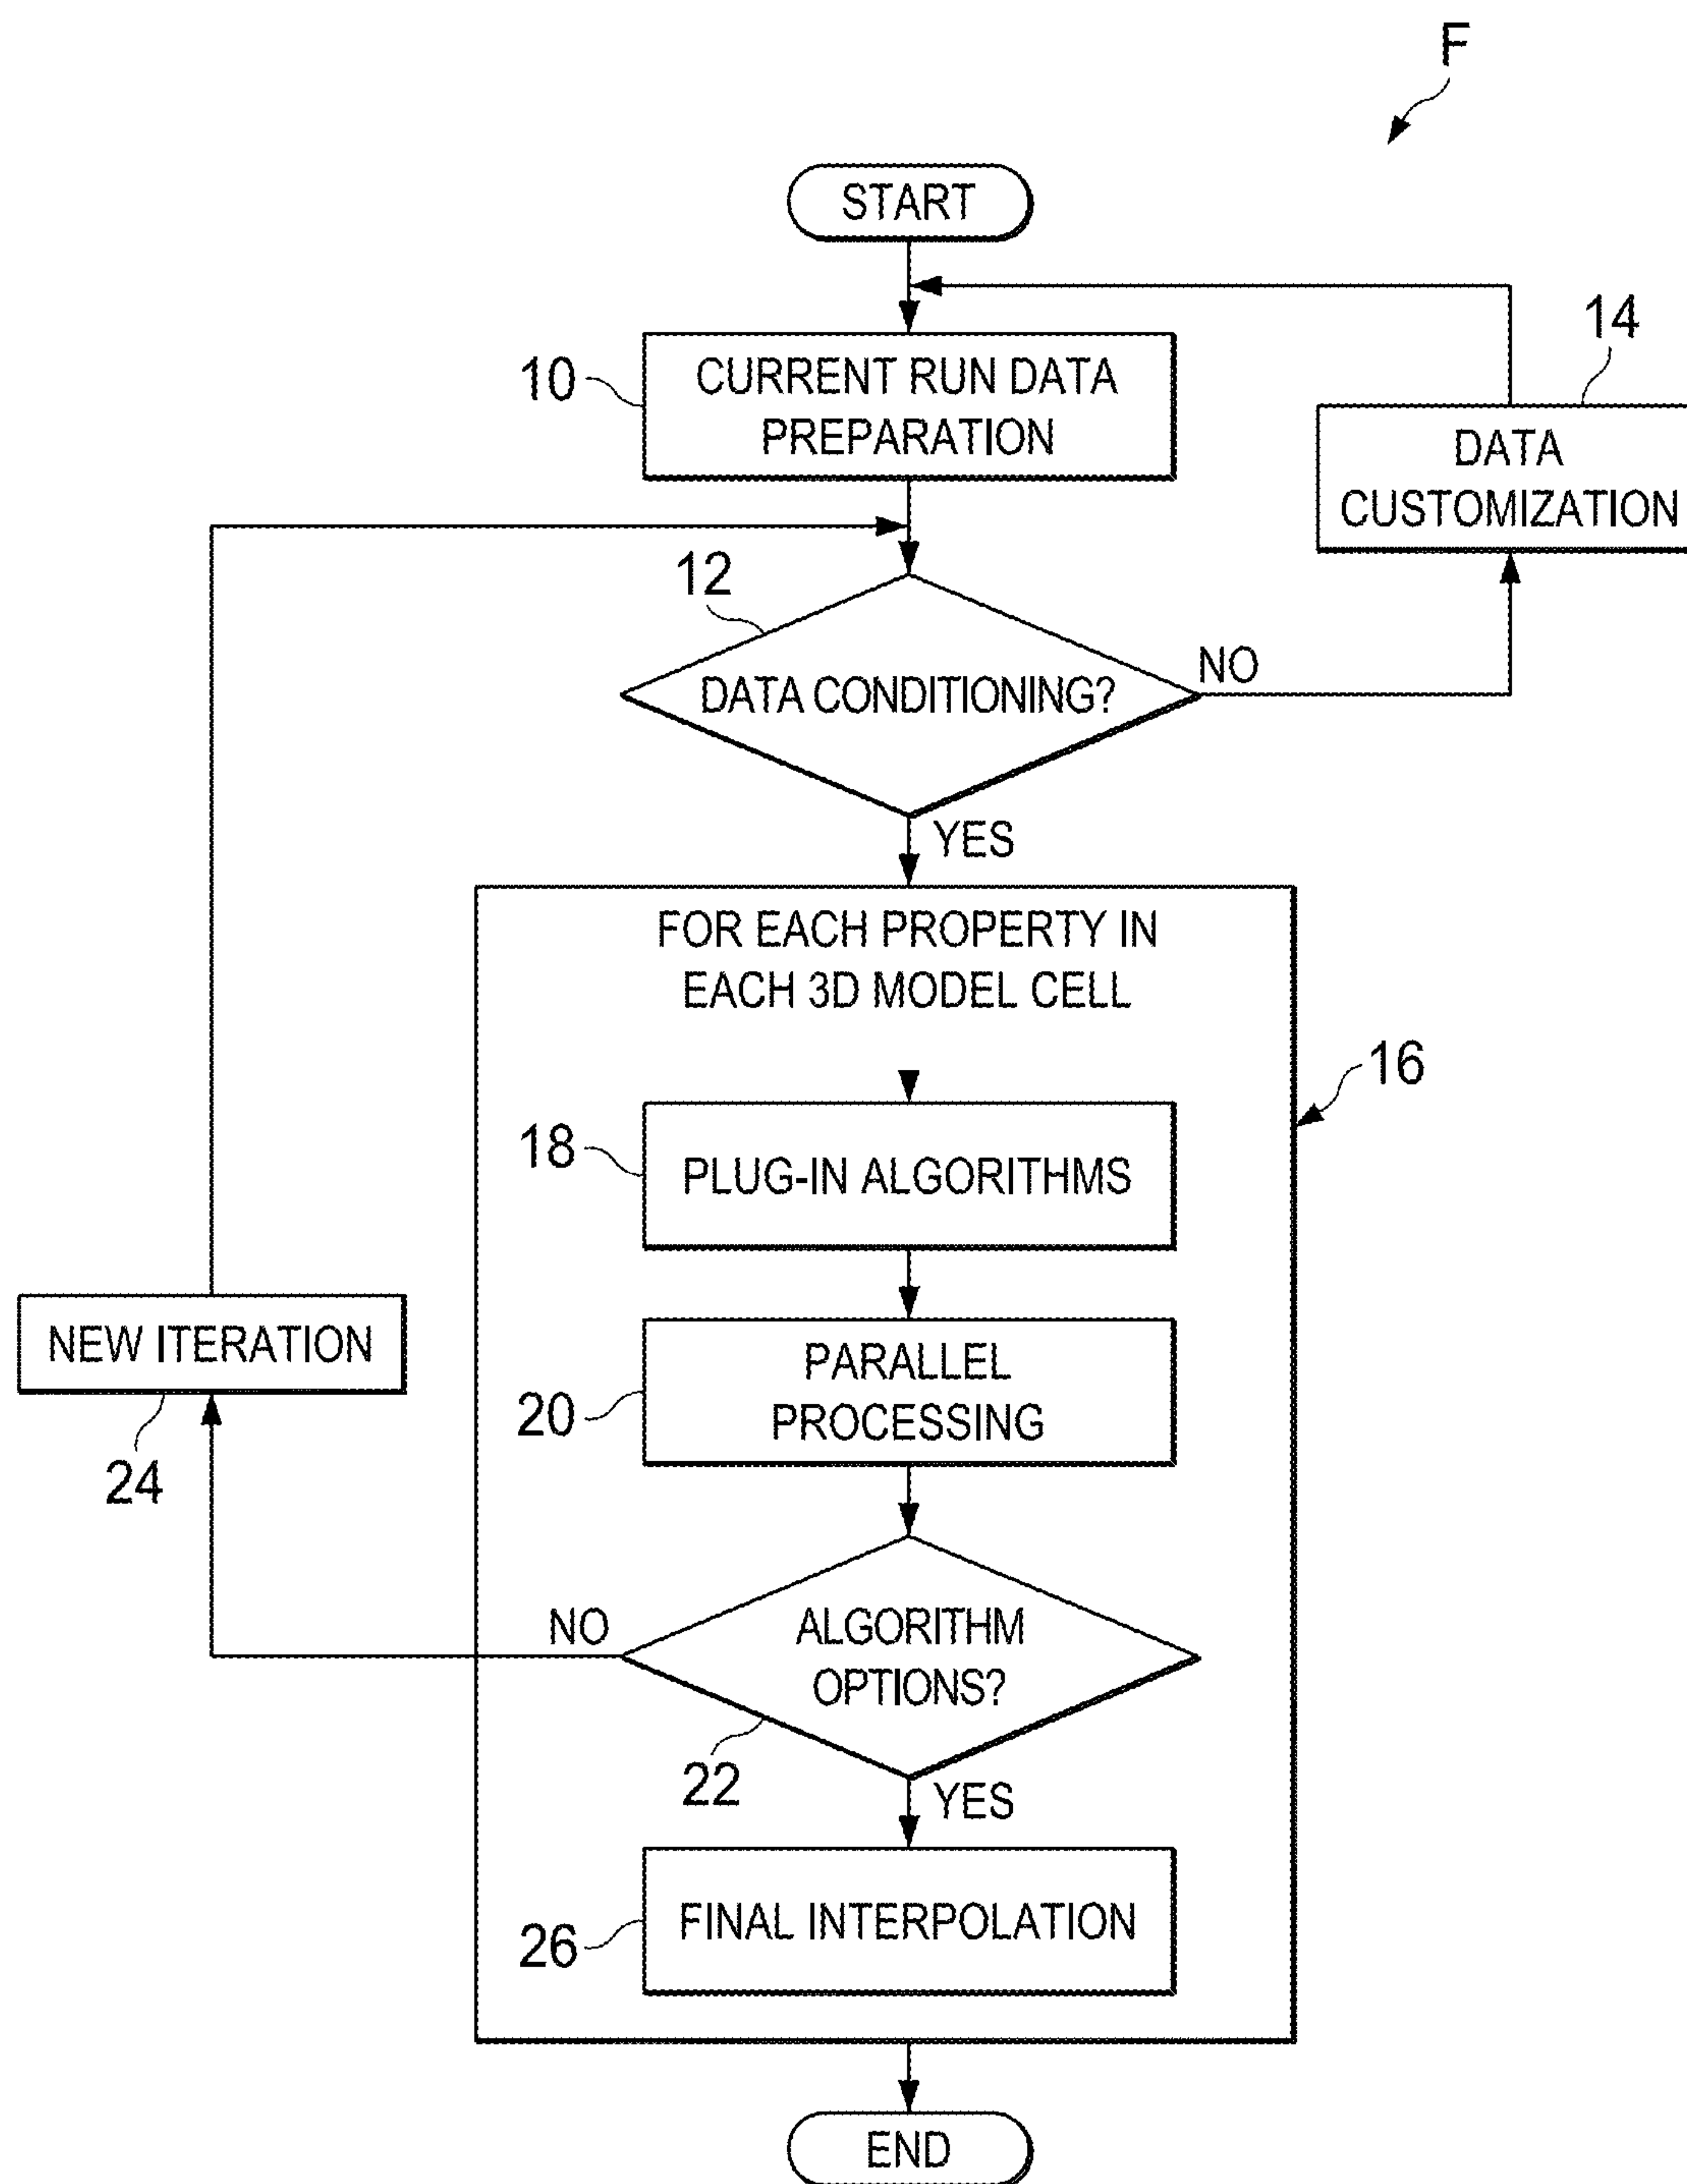 F
START
10
CURRENT RUN DATA
PREPARATION
14
DATA
CUSTOMIZATION
12
DATA CONDITIONING?
NO
YES
FOR EACH PROPERTY IN
EACH 3D MODEL CELL
16
18
PLUG-IN ALGORITHMS
NEW ITERATION
24
20
PARALLEL
PROCESSING
NO
ALGORITHM
OPTIONS?
22
YES
26
FINAL INTERPOLATION
END